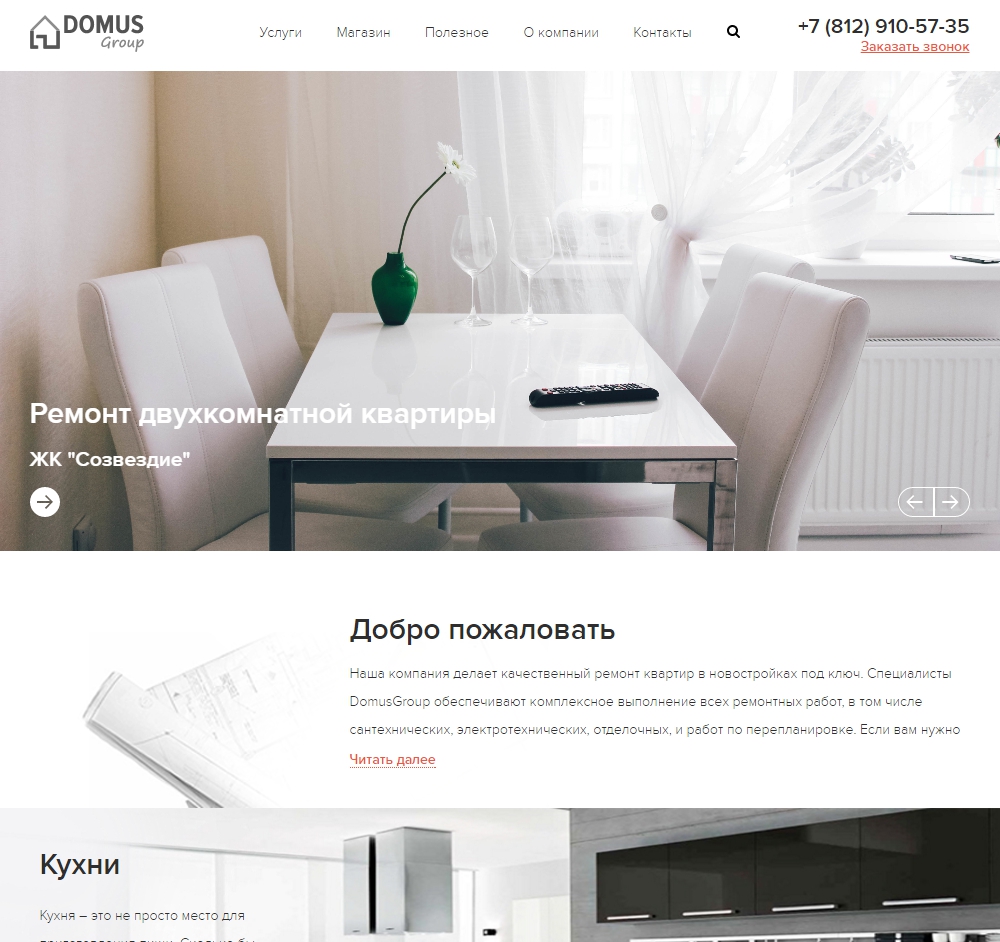 DOMUS
Group
Услуги
Магазин
Полезное
О компании
Контакты
+7 (812) 910-57-35
Заказать звонок
Ремонт двухкомнатной квартиры
ЖК "Созвездие"
Добро пожаловать
Наша компания делает качественный ремонт квартир в новостройках под ключ. Специалисты
DomusGroup обеспечивают комплексное выполнение всех ремонтных работ, в том числе
сантехнических, электротехнических, отделочных, и работ по перепланировке. Если вам нужно
Читать далее
Кухни
Кухня – это не просто место для